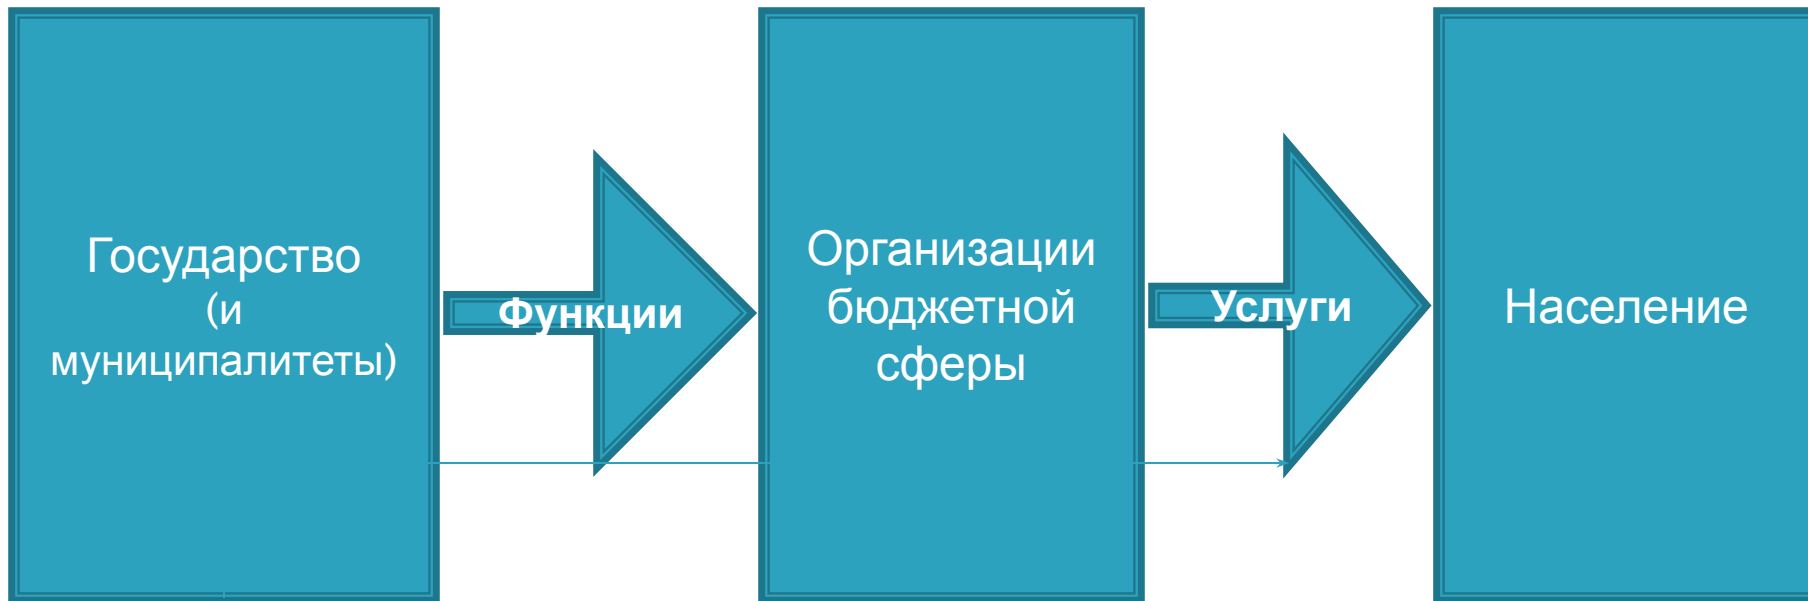 Государство
(и
муниципалитеты)
Функции
Организации
бюджетной
сферы
Услуги
Население